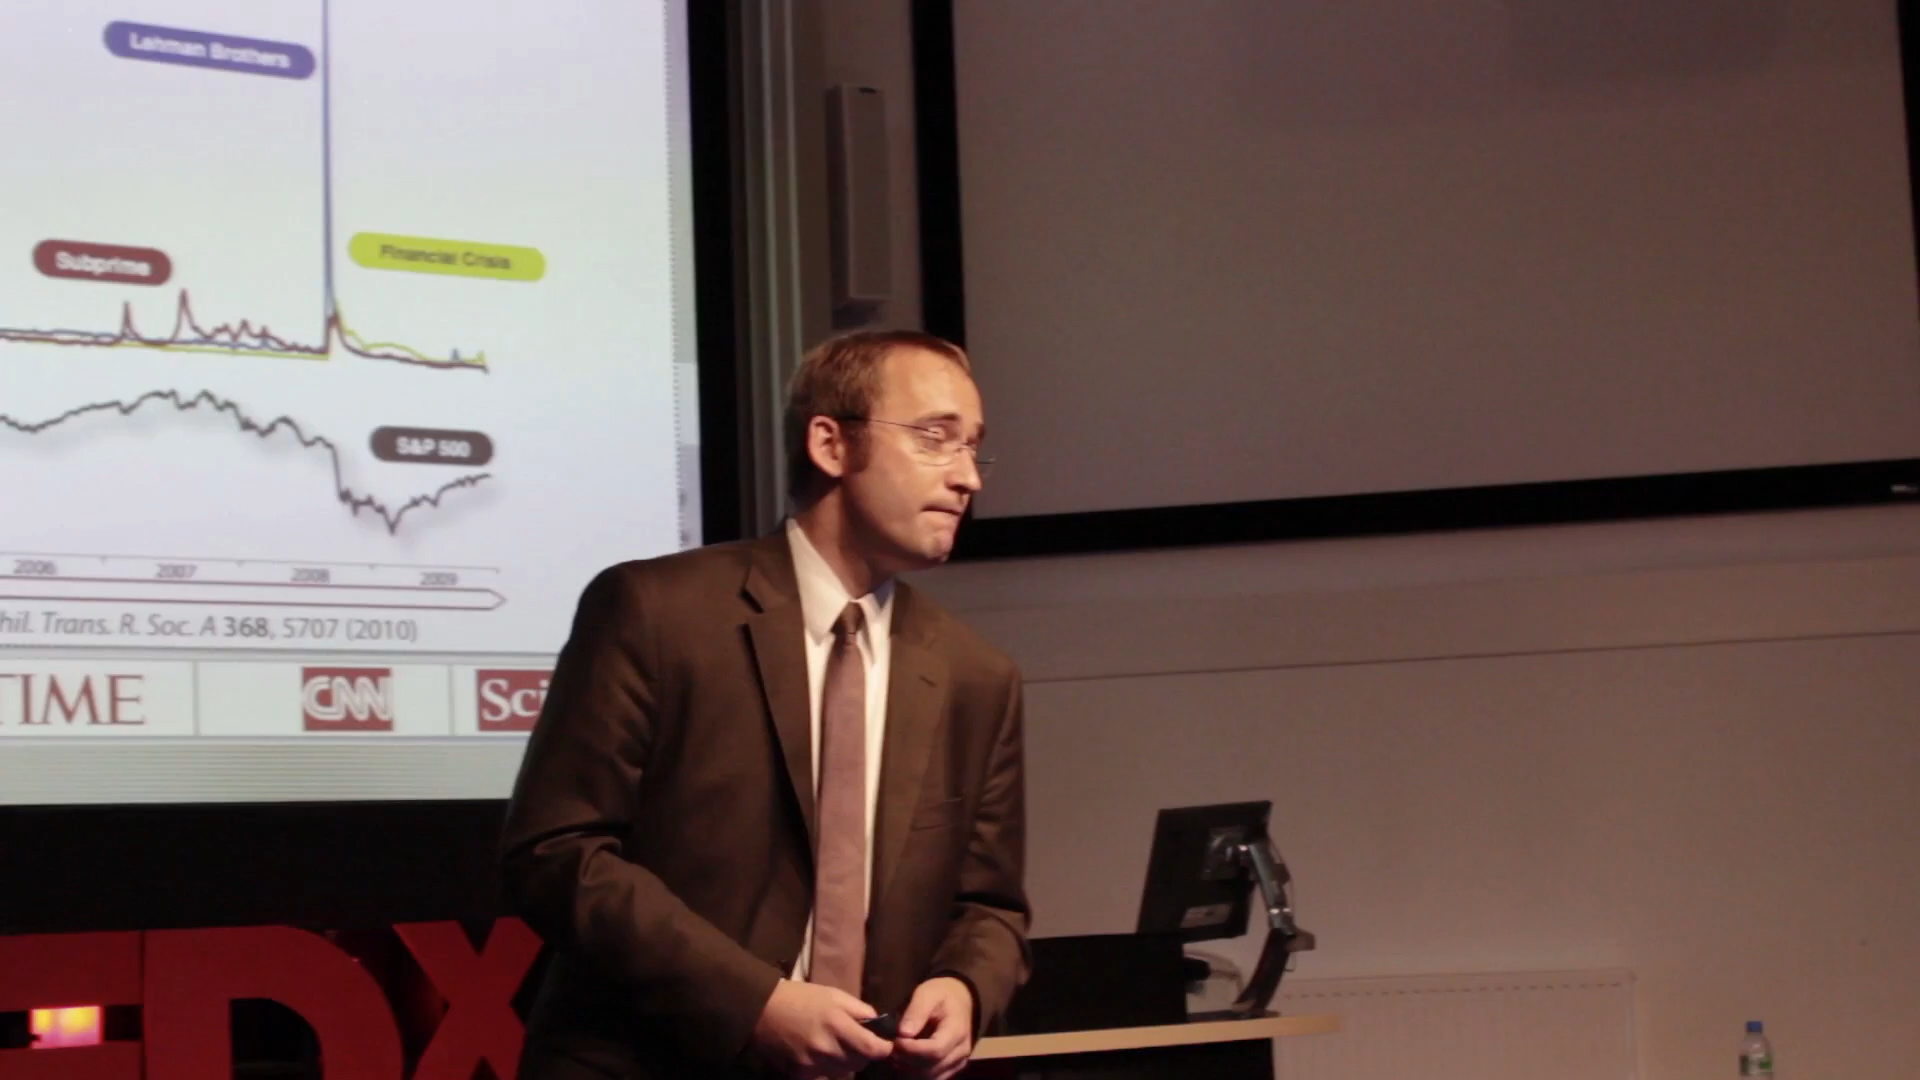 Lehman Brothers
Subprime
Financial Crisis
S&P 500
2006 2007 2008 2009
hil. Trans. R. Soc. A 368, 5707 (2010)
TIME
CNN
Sci
EDx